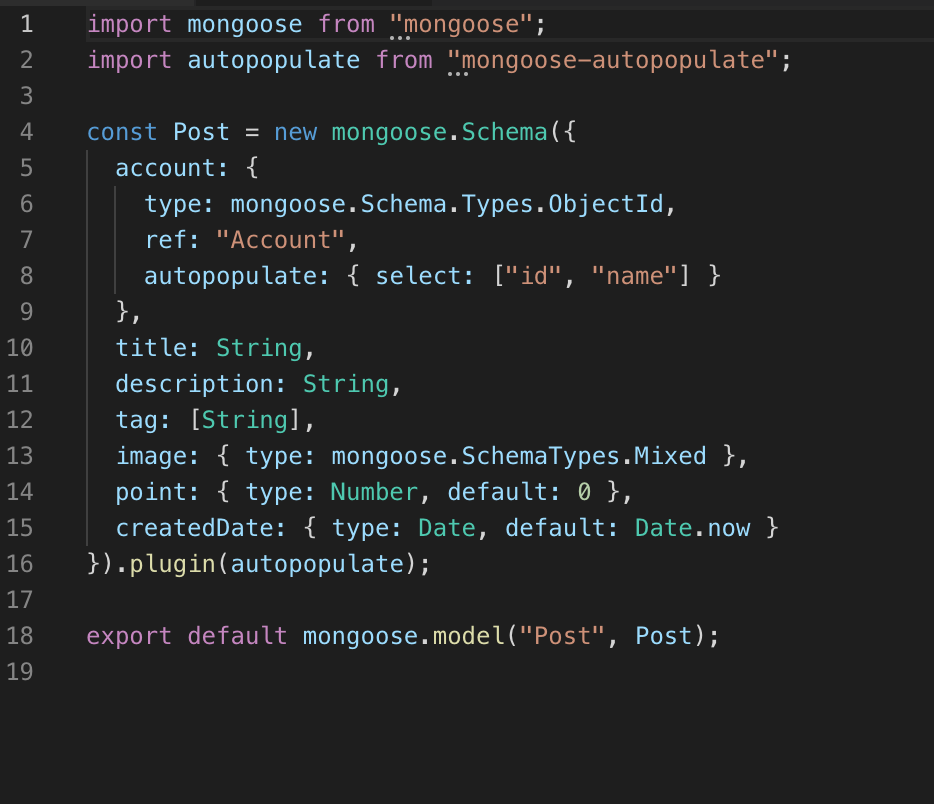 1 import mongoose from "mongoose";
2 import autopopulate from "mongoose-autopopulate";
3
4 const Post = new mongoose.Schema({
5   account: {
6     type: mongoose.Schema.Types.ObjectId,
7     ref: "Account",
8     autopopulate: { select: ["id", "name"] }
9   },
10   title: String,
11   description: String,
12   tag: [String],
13   image: { type: mongoose.SchemaTypes.Mixed },
14   point: { type: Number, default: 0 },
15   createdDate: { type: Date, default: Date.now }
16 }).plugin(autopopulate);
17
18 export default mongoose.model("Post", Post);
19